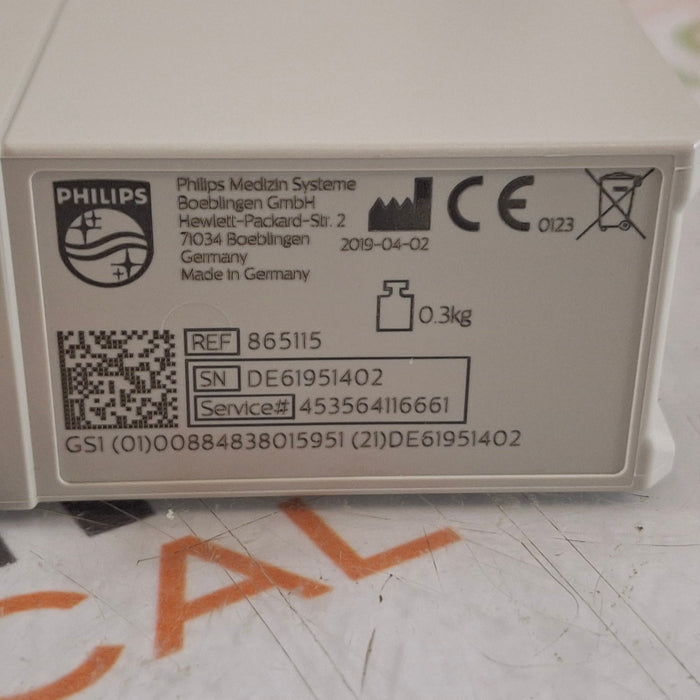 PHILIPS
Philips Medizin Systeme
Boeblingen GmbH
Hewlett-Packard-Str. 2
71034 Boeblingen
Germany
Made in Germany
2019-04-02
CE 0123
0.3kg
REF 865115
SN DE61951402
Service# 453564116661
GS1 (01)00884838015951 (21)DE61951402
CAL